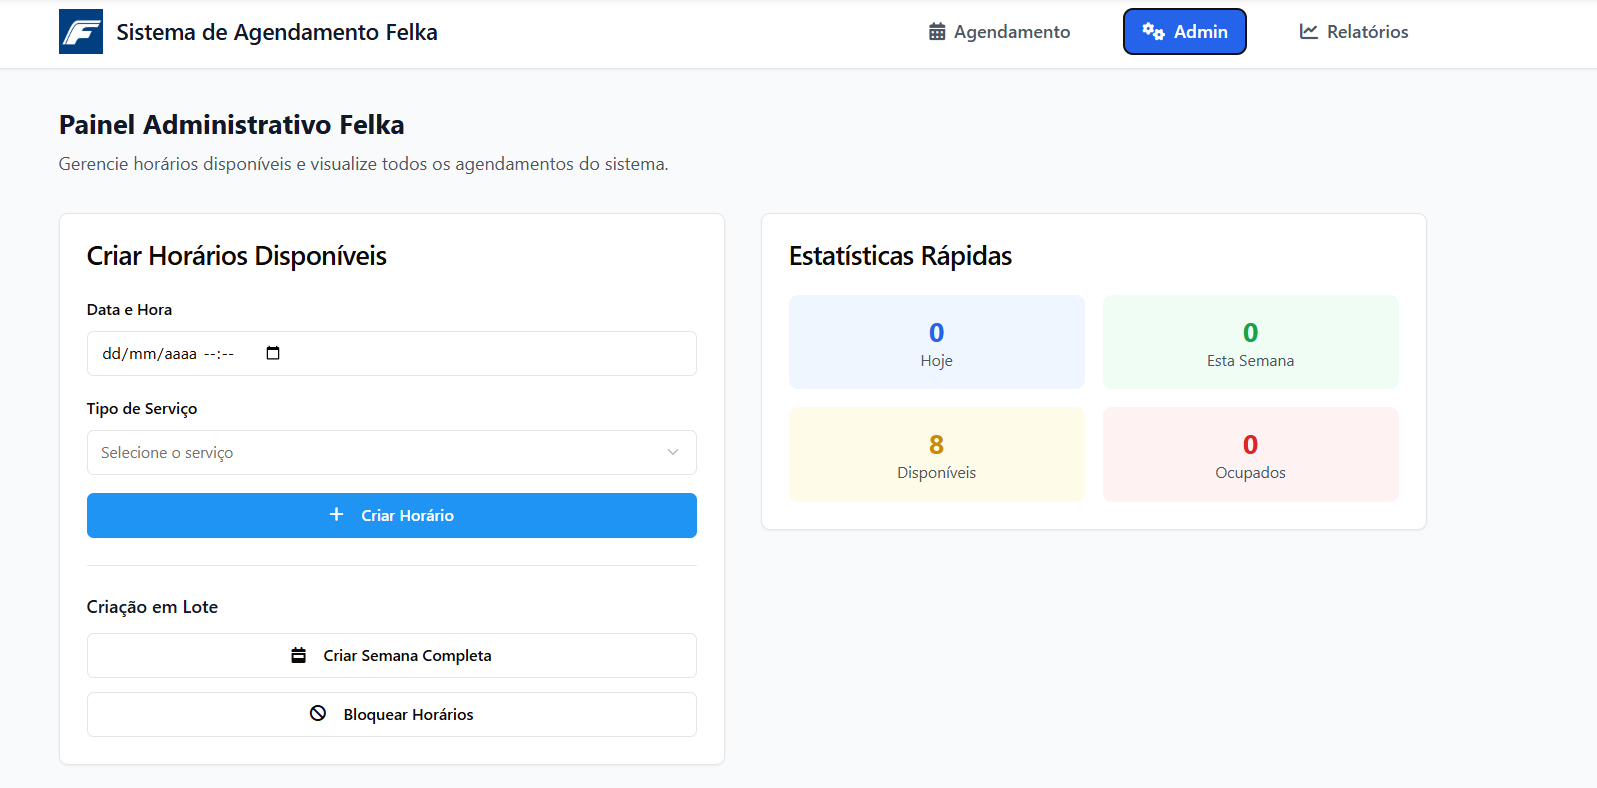 Sistema de Agendamento Felka
Agendamento
Admin
Relatórios
Painel Administrativo Felka
Gerencie horários disponíveis e visualize todos os agendamentos do sistema.
Criar Horários Disponíveis
Data e Hora
dd/mm/aaaa --:--
Tipo de Serviço
Selecione o serviço
Criar Horário
Criação em Lote
Criar Semana Completa
Bloquear Horários
Estatísticas Rápidas
0
Hoje
0
Esta Semana
8
Disponíveis
0
Ocupados